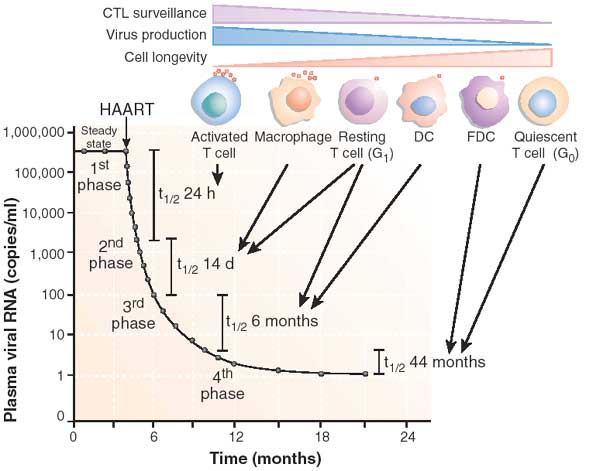 CTL surveillance
Virus production
Cell longevity
HAART
Activated
T cell
Macrophage
Resting
T cell (G1)
DC
FDC
Quiescent
T cell (G0)
Plasma viral RNA (copies/ml)
1,000,000
100,000
10,000
1,000
100
10
1
0
Steady
state
1st
phase
2nd
phase
3rd
phase
4th
phase
t1/2 24 h
t1/2 14 d
t1/2 6 months
t1/2 44 months
0
6
12
18
24
Time (months)